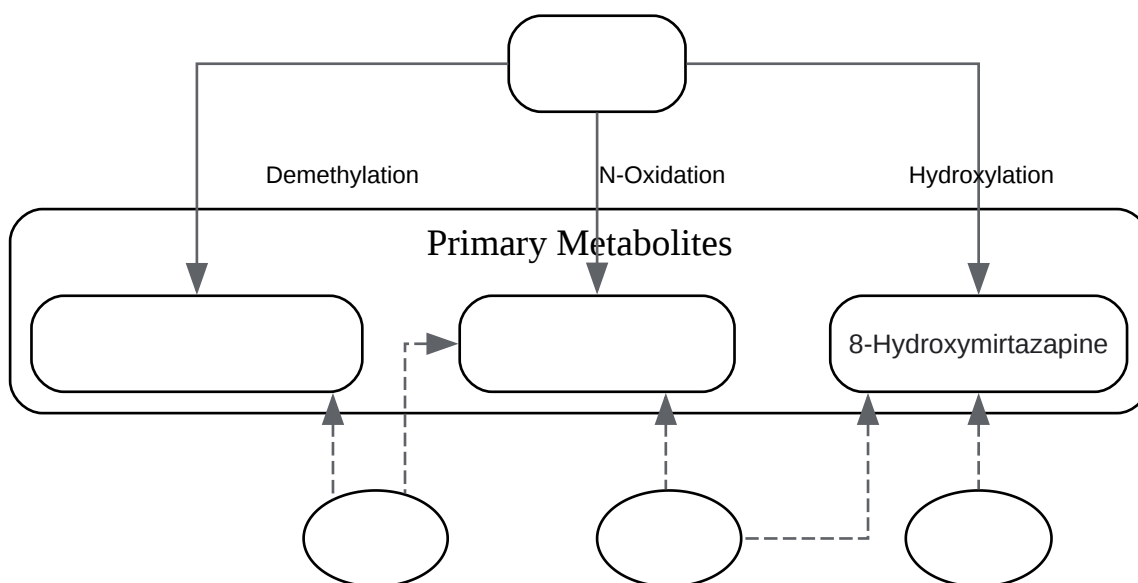 Demethylation
N-Oxidation
Hydroxylation
Primary Metabolites
8-Hydroxymirtazapine